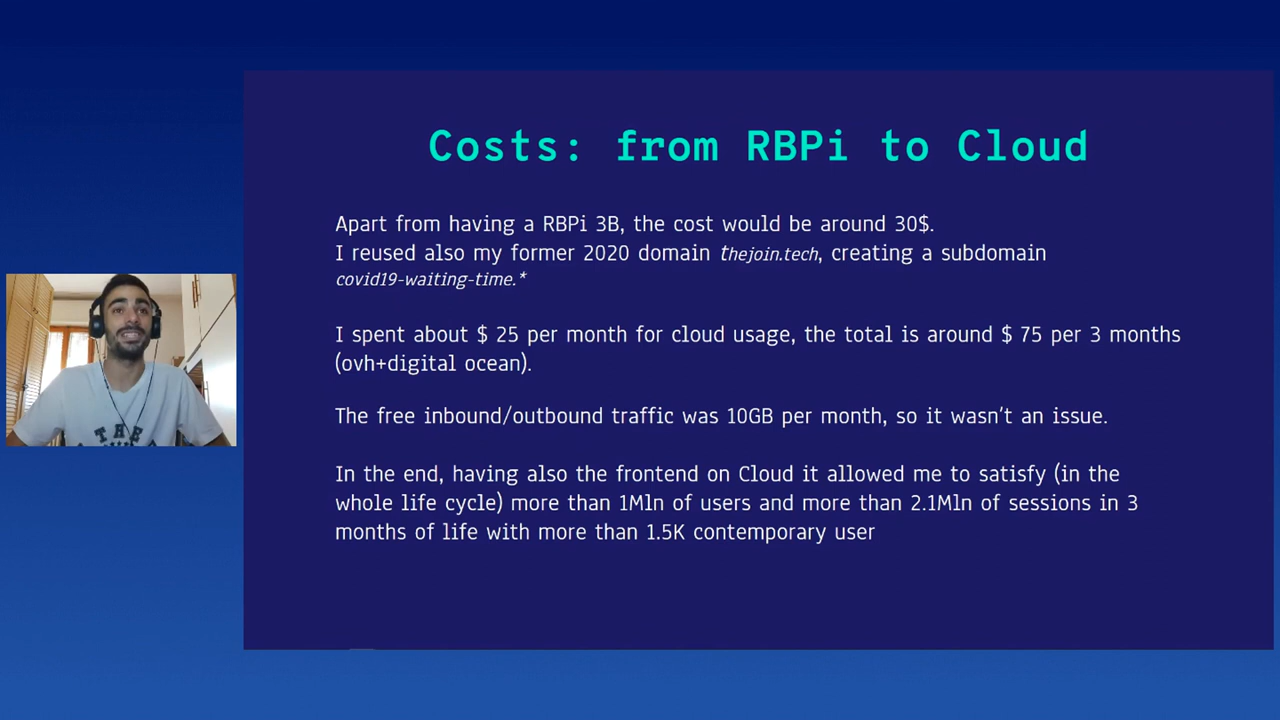 Costs: from RBPi to Cloud
Apart from having a RBPi 3B, the cost would be around 30$.
I reused also my former 2020 domain thejoin.tech, creating a subdomain
covid19-waiting-time.*
I spent about $ 25 per month for cloud usage, the total is around $ 75 per 3 months
(ovh+digital ocean).
The free inbound/outbound traffic was 10GB per month, so it wasn't an issue.
In the end, having also the frontend on Cloud it allowed me to satisfy (in the
whole life cycle) more than 1Mln of users and more than 2.1Mln of sessions in 3
months of life with more than 1.5K contemporary user
THE